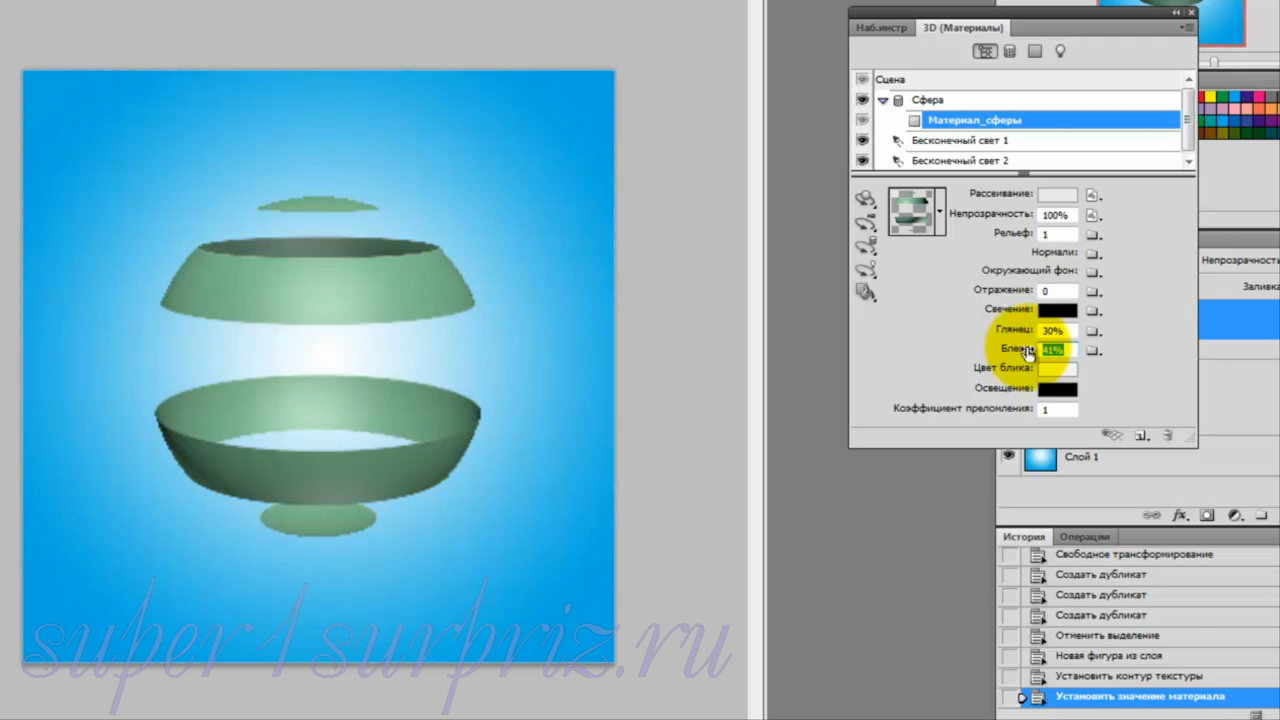 Наб.инстр 3D (Материалы)
Сцена
Сфера
Материал_сферы
Бесконечный свет 1
Бесконечный свет 2
Рассеивание:
Непрозрачность: 100%
Рельеф: 1
Нормали:
Окружающий фон:
Отражение: 0
Свечение:
Глянец: 30%
Блеск: 41%
Цвет блика:
Освещение:
Коэффициент преломления: 1
Непрозрачность
Заливка
Слой 1
fx
История Операции
Свободное трансформирование
Создать дубликат
Создать дубликат
Создать дубликат
Отменить выделение
Новая фигура из слоя
Установить контур текстуры
Установить значение материала
super1surpriz.ru